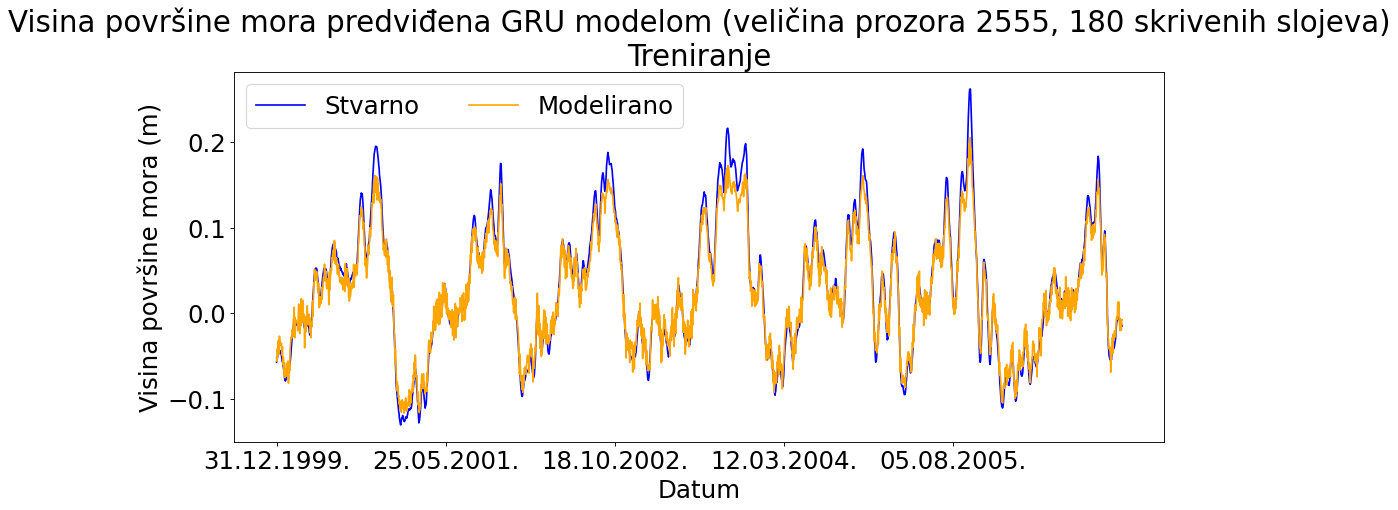 Visina površine mora predviđena GRU modelom (veličina prozora 2555, 180 skrivenih slojeva)
Treniranje
Stvarno
Modelirano
Visina površine mora (m)
0.2
0.1
0.0
−0.1
31.12.1999.
25.05.2001.
18.10.2002.
12.03.2004.
05.08.2005.
Datum